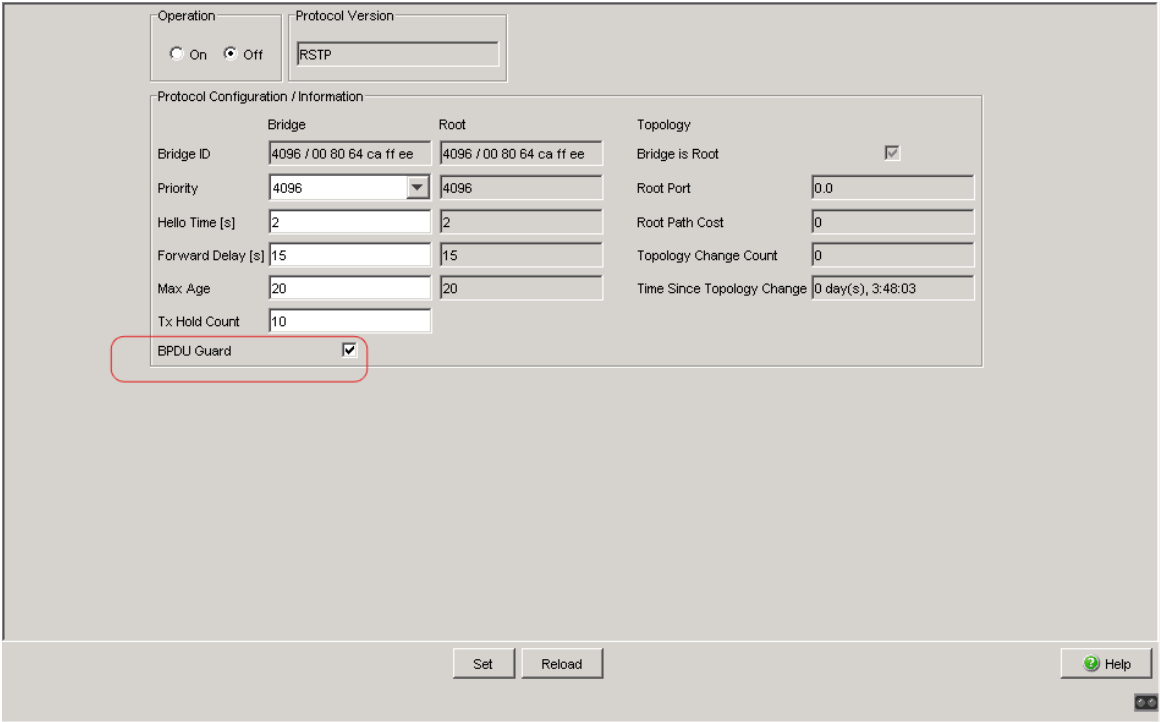 Operation Protocol Version
On Off RSTP
Protocol Configuration / Information
Bridge Root Topology
Bridge ID 4096 / 00 80 64 ca ff ee 4096 / 00 80 64 ca ff ee Bridge is Root
Priority 4096 4096 Root Port 0.0
Hello Time [s] 2 2 Root Path Cost 0
Forward Delay [s] 15 15 Topology Change Count 0
Max Age 20 20 Time Since Topology Change 0 day(s), 3:48:03
Tx Hold Count 10
BPDU Guard
Set Reload Help